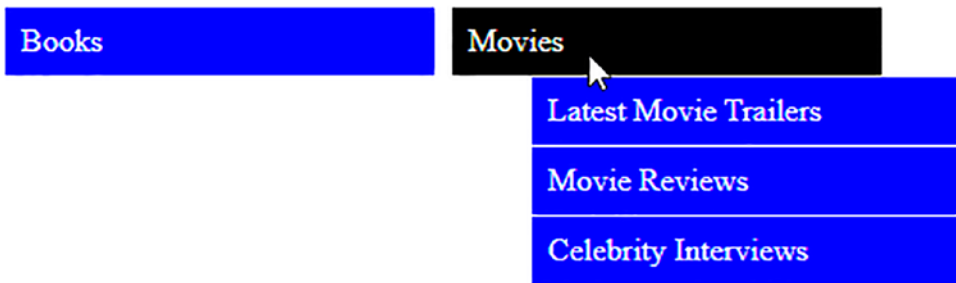 Books
Movies
Latest Movie Trailers
Movie Reviews
Celebrity Interviews